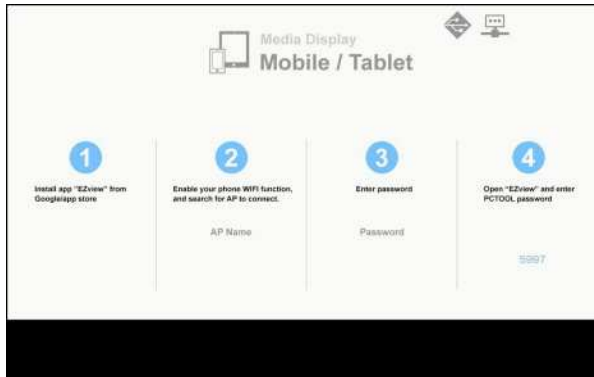 Media Display
Mobile / Tablet
1
2
3
4
Install app "EZview" from
Google/app store
Enable your phone WIFI function,
and search for AP to connect.
Enter password
Open "EZview" and enter
PCTOOL password
AP Name
Password
5997